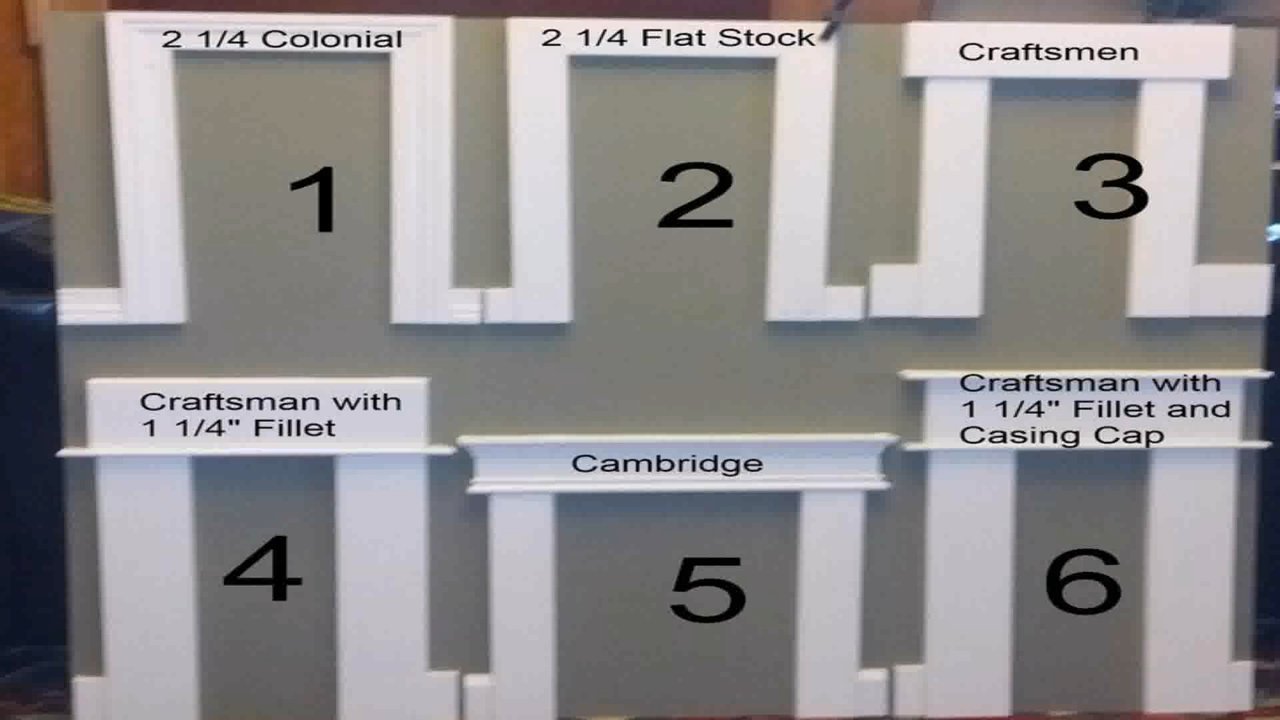 2 1/4 Colonial
2 1/4 Flat Stock
Craftsmen
1
2
3
Craftsman with
1 1/4" Fillet
Cambridge
Craftsman with
1 1/4" Fillet and
Casing Cap
4
5
6